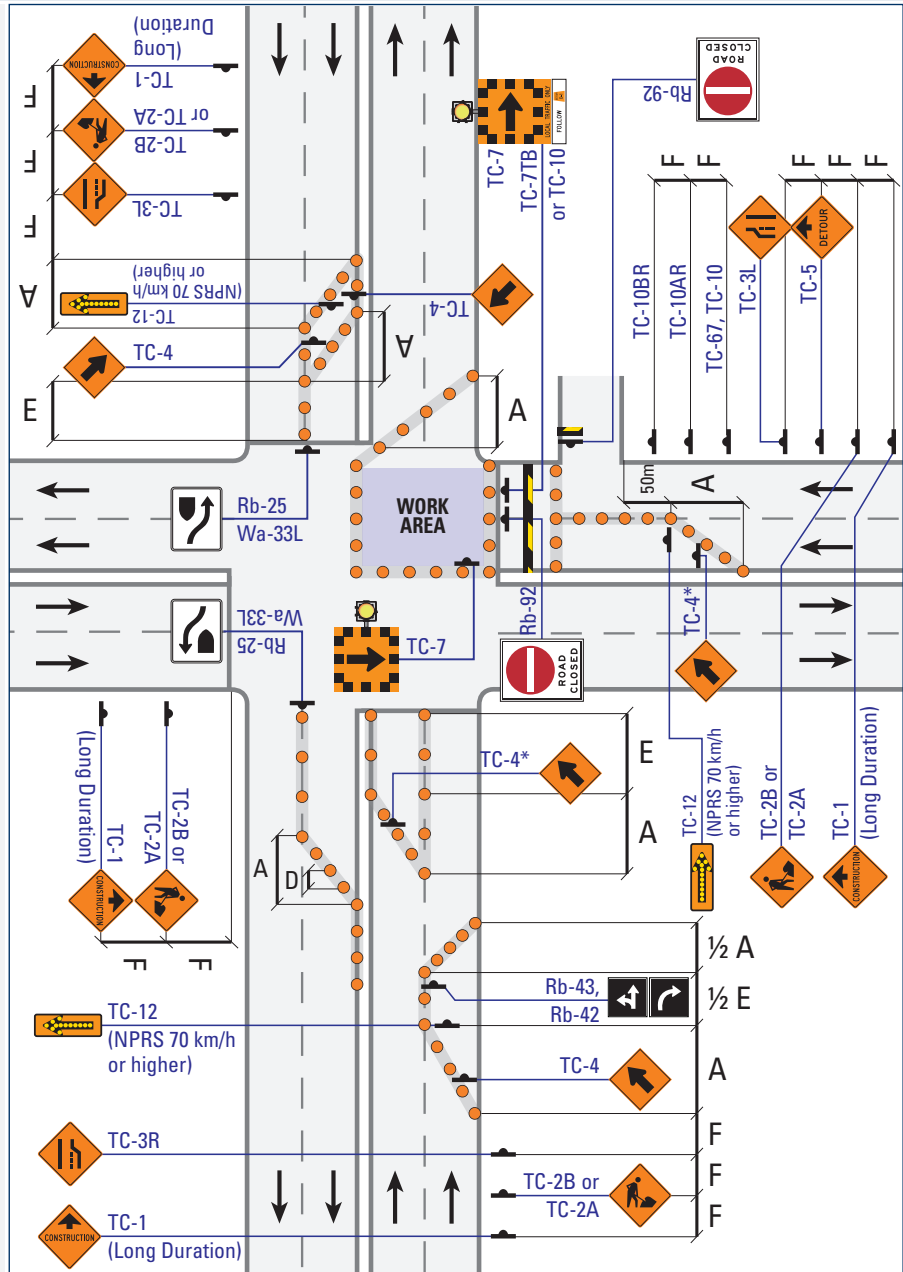 CONSTRUCTION
TC-1
(Long
Duration)
TC-2B
or TC-2A
TC-3L
F
F
F
A
TC-12
(NPRS 70 km/h
or higher)
TC-4
E
TC-4
A
A
LOCAL TRAFFIC ONLY
FOLLOW
TC-7
TC-7TB
or TC-10
ROAD
CLOSED
Rb-92
F
F
F
F
F
TC-10BR
TC-10AR
TC-67, TC-10
TC-3L
DETOUR
TC-5
50m
A
Rb-25
Wa-33L
WORK
AREA
Rb-25
Wa-33L
TC-7
Rb-92
ROAD
CLOSED
TC-4*
TC-1
(Long Duration)
TC-2B or
TC-2A
CONSTRUCTION
F
F
A
D
TC-4*
E
A
TC-12
(NPRS 70 km/h
or higher)
TC-2B or
TC-2A
TC-1
(Long Duration)
CONSTRUCTION
½ A
Rb-43,
Rb-42
½ E
TC-12
(NPRS 70 km/h
or higher)
TC-4
A
TC-3R
F
TC-2B or
TC-2A
F
F
CONSTRUCTION
TC-1
(Long Duration)